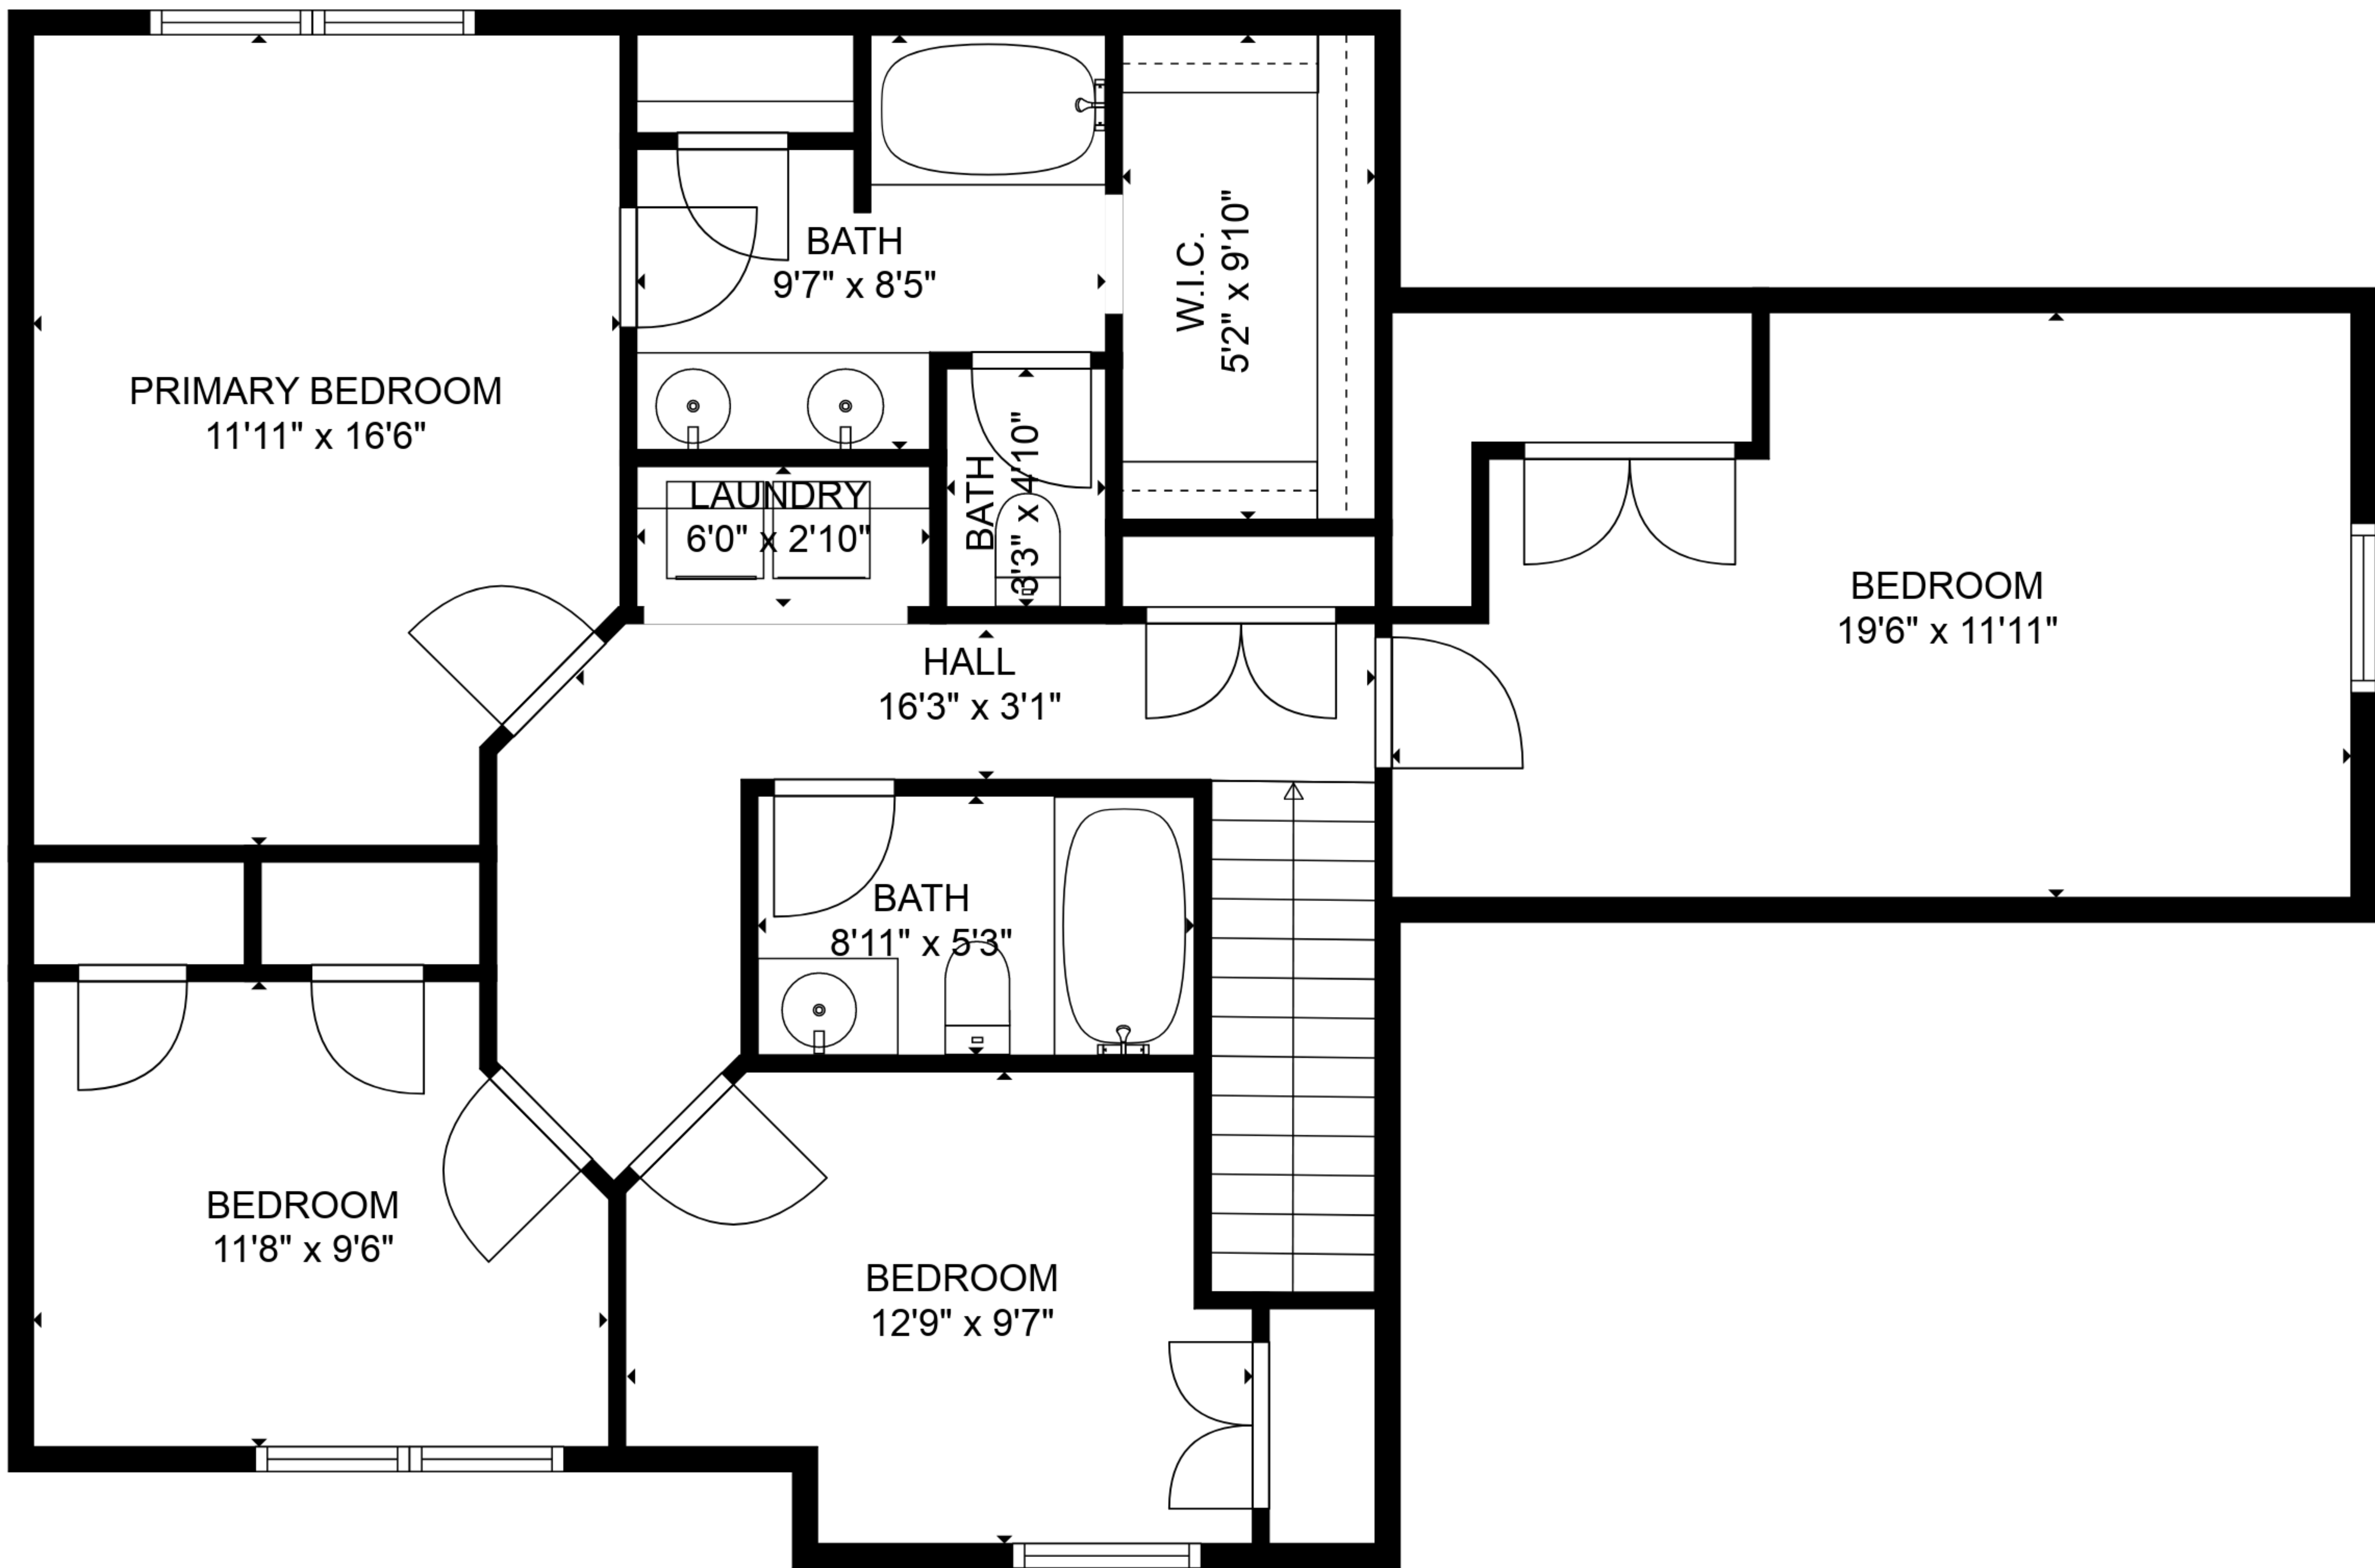 BATH
9'7" x 8'5"
W.I.C.
5'2" x 9'10"
PRIMARY BEDROOM
11'11" x 16'6"
LAUNDRY
6'0" x 2'10"
BATH
3'3" x 4'10"
BEDROOM
19'6" x 11'11"
HALL
16'3" x 3'1"
BATH
8'11" x 5'3"
BEDROOM
11'8" x 9'6"
BEDROOM
12'9" x 9'7"